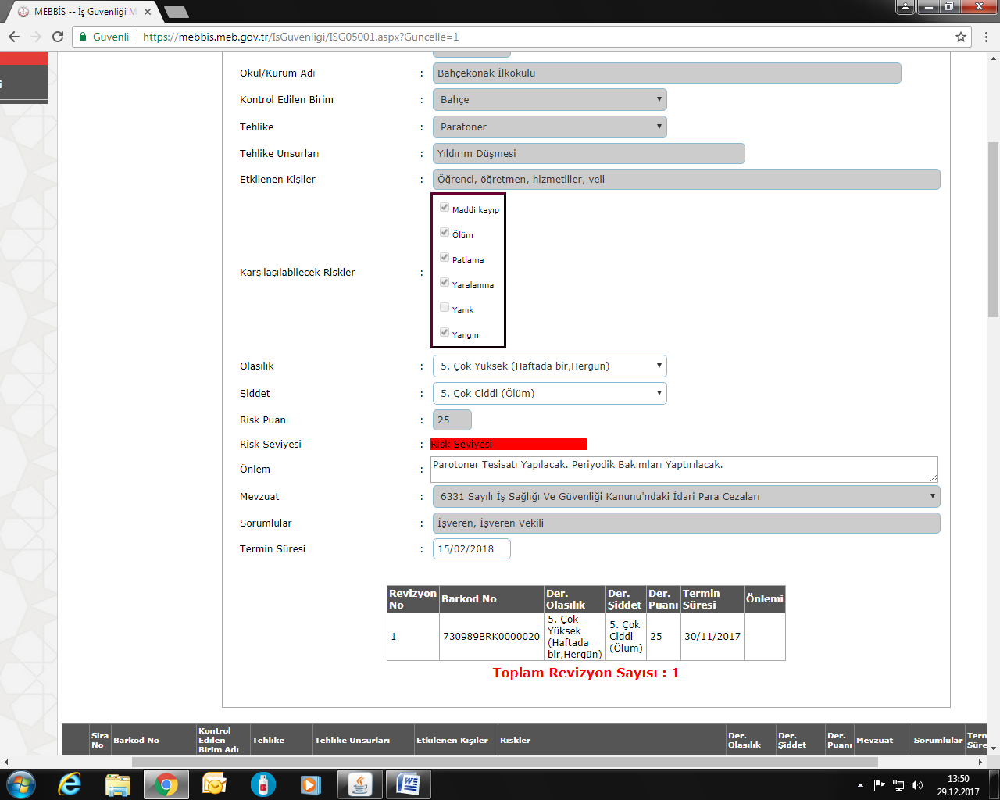 MEBBİS -- İş Güvenliği M
Güvenli
https://mebbis.meb.gov.tr/IsGuvenligi/ISG05001.aspx?Guncelle=1
i
Okul/Kurum Adı : Bahçekonak İlkokulu
Kontrol Edilen Birim : Bahçe
Tehlike : Paratoner
Tehlike Unsurları : Yıldırım Düşmesi
Etkilenen Kişiler : Öğrenci, öğretmen, hizmetliler, veli
Maddi kayıp
Ölüm
Patlama
Karşılaşılabilecek Riskler :
Yaralanma
Yanık
Yangın
Olasılık : 5. Çok Yüksek (Haftada bir,Hergün)
Şiddet : 5. Çok Ciddi (Ölüm)
Risk Puanı : 25
Risk Seviyesi : Risk Seviyesi
Önlem : Parotoner Tesisatı Yapılacak. Periyodik Bakımları Yaptırılacak.
Mevzuat : 6331 Sayılı İş Sağlığı Ve Güvenliği Kanunu'ndaki İdari Para Cezaları
Sorumlular : İşveren, İşveren Vekili
Termin Süresi : 15/02/2018
Revizyon No Barkod No Der. Olasılık Der. Şiddet Der. Puanı Termin Süresi Önlemi
1 730989BRK0000020 5. Çok Yüksek (Haftada bir,Hergün) 5. Çok Ciddi (Ölüm) 25 30/11/2017
Toplam Revizyon Sayısı : 1
Sira No Barkod No Kontrol Edilen Birim Adı Tehlike Tehlike Unsurları Etkilenen Kişiler Riskler Der. Olasılık Der. Şiddet Der. Puanı Mevzuat Sorumlular Term Süre
13:50
29.12.2017